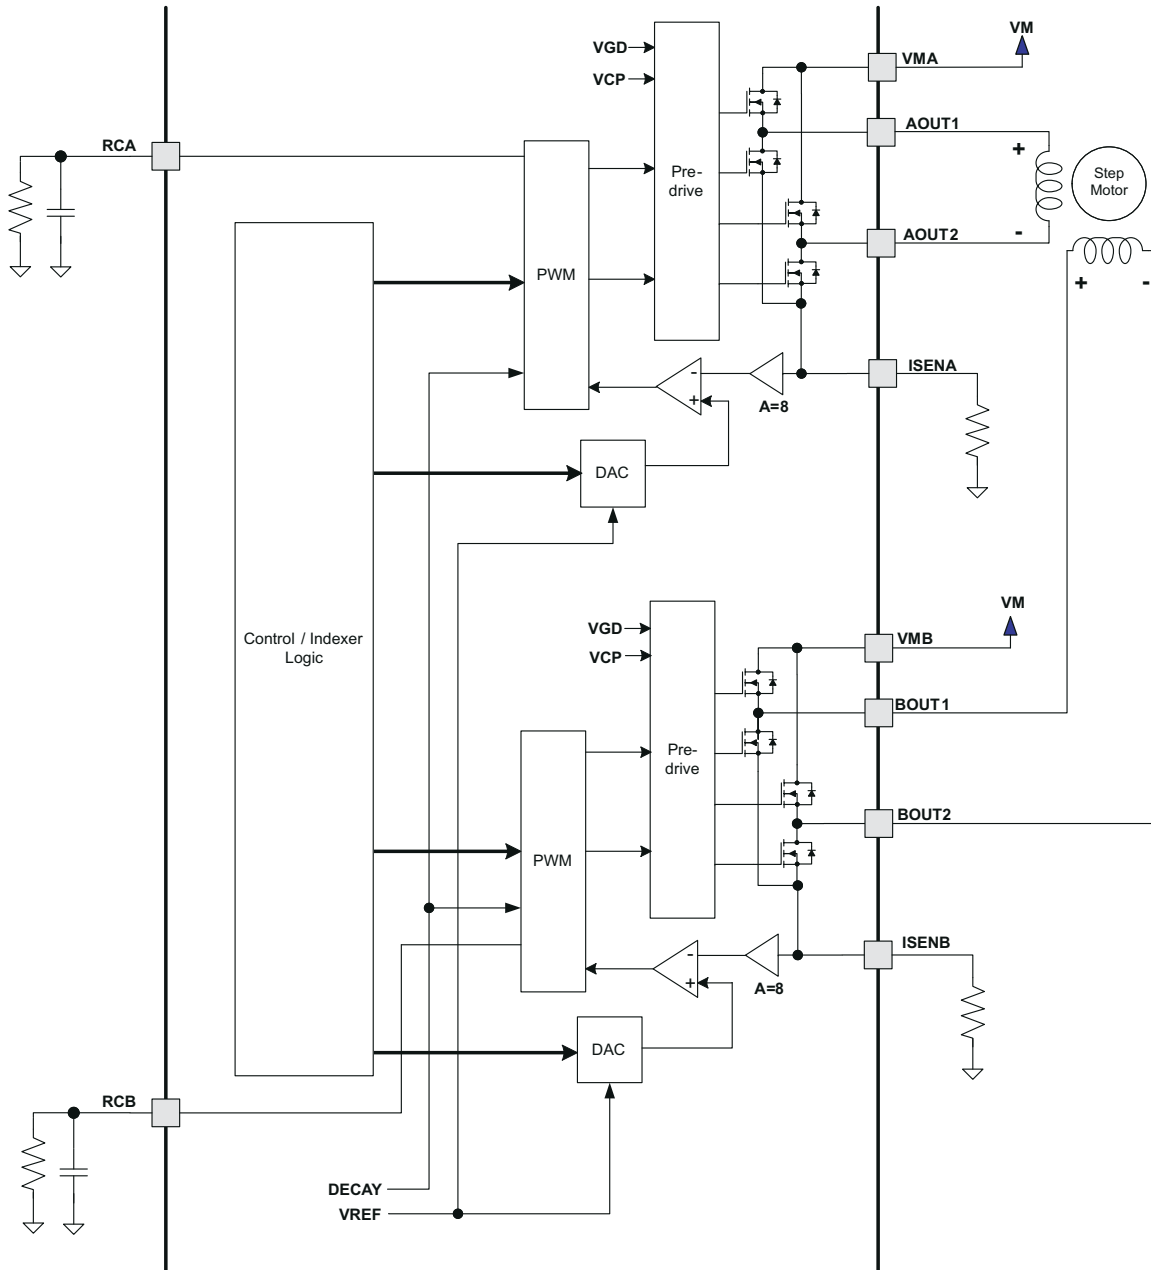 VM
VGD
VMA
VCP
AOUT1
RCA
+
Pre-
drive
Step
Motor
AOUT2
-
PWM
+ -
ISENA
-
+
A=8
DAC
VM
VGD
Control / Indexer
Logic
VMB
VCP
BOUT1
Pre-
drive
BOUT2
PWM
ISENB
-
+
A=8
DAC
RCB
DECAY
VREF